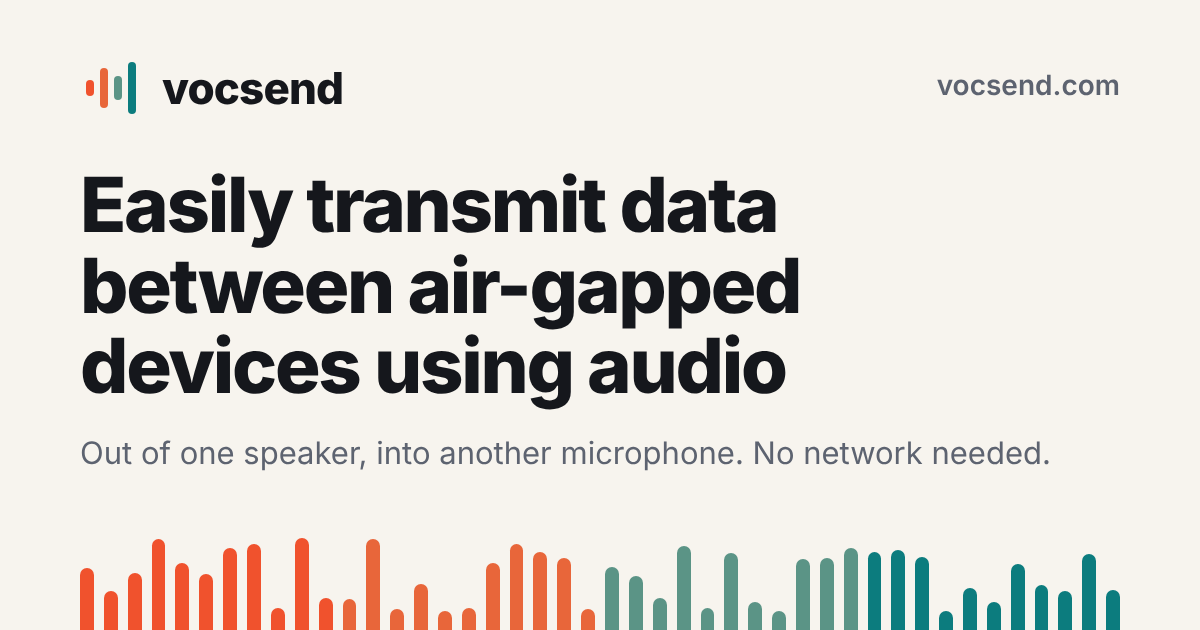 vocsend
vocsend.com
Easily transmit data
between air-gapped
devices using audio
Out of one speaker, into another microphone. No network needed.